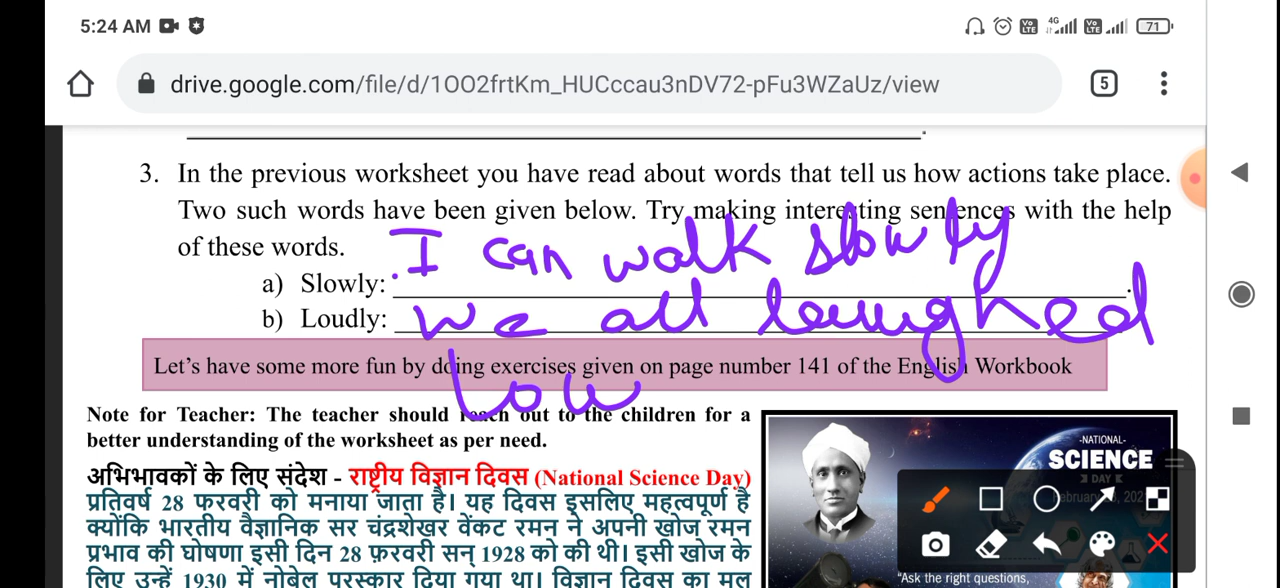 5:24 AM
4G Vo LTE Vo LTE 71
drive.google.com/file/d/1OO2frtKm_HUCccau3nDV72-pFu3WZaUz/view
5
3. In the previous worksheet you have read about words that tell us how actions take place.
Two such words have been given below. Try making interesting sentences with the help
of these words.
I can walk slowly
a) Slowly:
b) Loudly:
we all laughed
Let's have some more fun by doing exercises given on page number 141 of the English Workbook
low
Note for Teacher: The teacher should reach out to the children for a
better understanding of the worksheet as per need.
अभिभावकों के लिए संदेश - राष्ट्रीय विज्ञान दिवस (National Science Day)
प्रतिवर्ष 28 फरवरी को मनाया जाता है। यह दिवस इसलिए महत्वपूर्ण है
क्योंकि भारतीय वैज्ञानिक सर चंद्रशेखर वेंकट रमन ने अपनी खोज रमन
प्रभाव की घोषणा इसी दिन 28 फ़रवरी सन् 1928 को की थी। इसी खोज के
लिए उन्हें 1930 में नोबेल पुरस्कार दिया गया था। विज्ञान दिवस का मूल
-NATIONAL-
SCIENCE
DAY
"Ask the right questions,